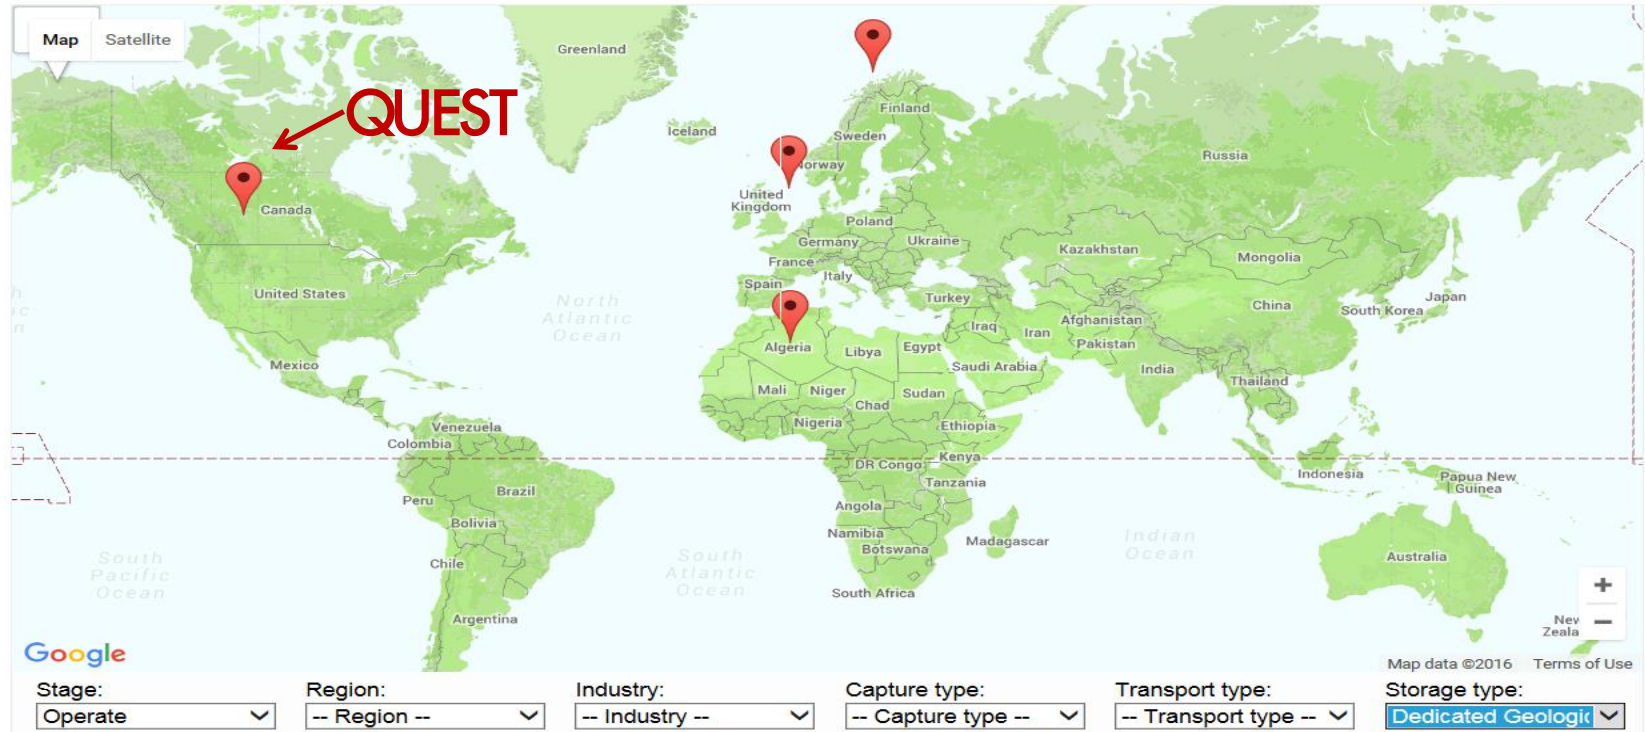 Map Satellite
Greenland
QUEST
Finland
Iceland
Sweden
Norway
Russia
United
Kingdom
Canada
Poland
Germany
Ukraine
Kazakhstan
Mongolia
France
Italy
Spain
United States
North
Atlantic
Ocean
Turkey
China
Japan
South Korea
Afghanistan
Iraq
Iran
Pakistan
Algeria
Libya
Egypt
Saudi Arabia
India
Mexico
Thailand
Mali
Niger
Chad
Sudan
Nigeria
Ethiopia
Venezuela
Colombia
DR Congo
Kenya
Indonesia
Papua New
Guinea
Tanzania
Peru
Brazil
Angola
Bolivia
Namibia
Botswana
Madagascar
Indian
Ocean
Australia
South
Pacific
Ocean
Chile
South
Atlantic
Ocean
South Africa
Argentina
New
Zeala
+
−
Google
Map data ©2016 Terms of Use
Stage: Region: Industry: Capture type: Transport type: Storage type:
Operate -- Region -- -- Industry -- -- Capture type -- -- Transport type -- Dedicated Geologic